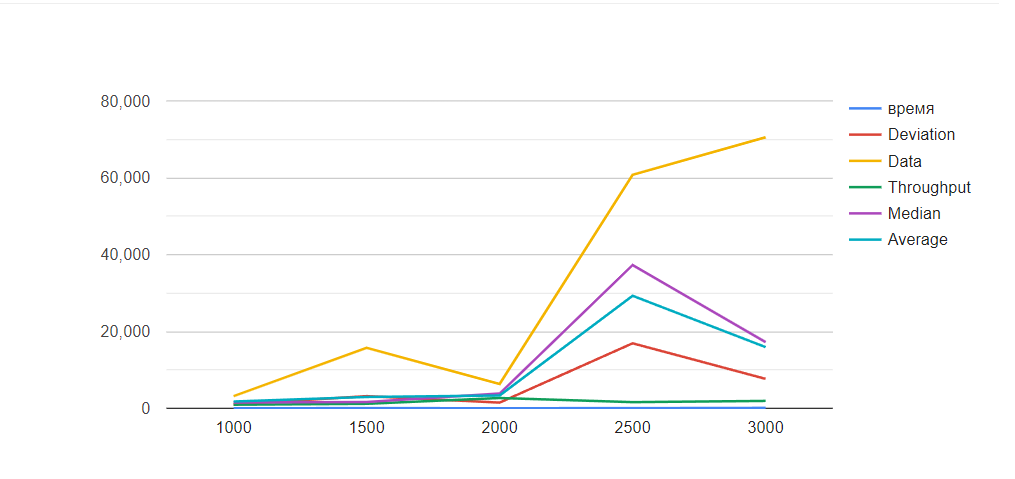 80,000
60,000
40,000
20,000
0
1000 1500 2000 2500 3000
время
Deviation
Data
Throughput
Median
Average